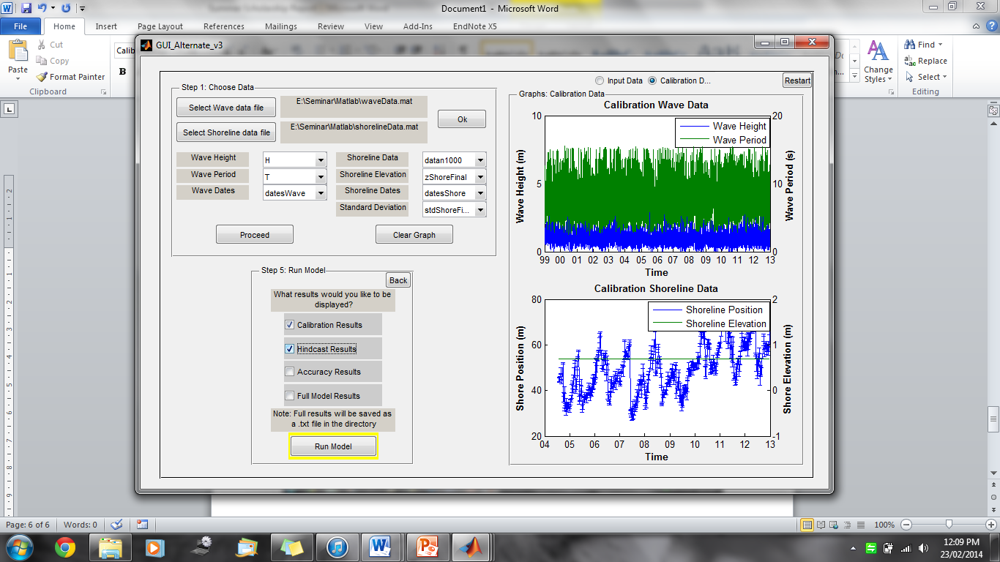 Document1 - Microsoft Word
File
Home
Insert
Page Layout
References
Mailings
Review
View
Add-Ins
EndNote X5
Paste
Cut
Copy
Format Painter
Clipboard
Calib
B
Change
Styles
Find
Replace
Select
Editing
GUI_Alternate_v3
Input Data
Calibration D...
Restart
Step 1: Choose Data
Select Wave data file
E:\Seminar\Matlab\waveData.mat
Ok
Select Shoreline data file
E:\Seminar\Matlab\shorelineData.mat
Wave Height
H
Shoreline Data
datan1000
Wave Period
T
Shoreline Elevation
zShoreFinal
Wave Dates
datesWave
Shoreline Dates
datesShore
Standard Deviation
stdShoreFi...
Proceed
Clear Graph
Step 5: Run Model
Back
What results would you like to be
displayed?
Calibration Results
Hindcast Results
Accuracy Results
Full Model Results
Note: Full results will be saved as
a .txt file in the directory
Run Model
Graphs: Calibration Data
Calibration Wave Data
Wave Height
Wave Period
10
5
0
Wave Height (m)
20
10
0
Wave Period (s)
99 00 01 02 03 04 05 06 07 08 09 10 11 12 13
Time
Calibration Shoreline Data
Shoreline Position
Shoreline Elevation
80
60
40
20
Shore Position (m)
2
1
0
-1
Shore Elevation (m)
04 05 06 07 08 09 10 11 12 13
Time
Page: 6 of 6
Words: 0
100%
12:09 PM
23/02/2014